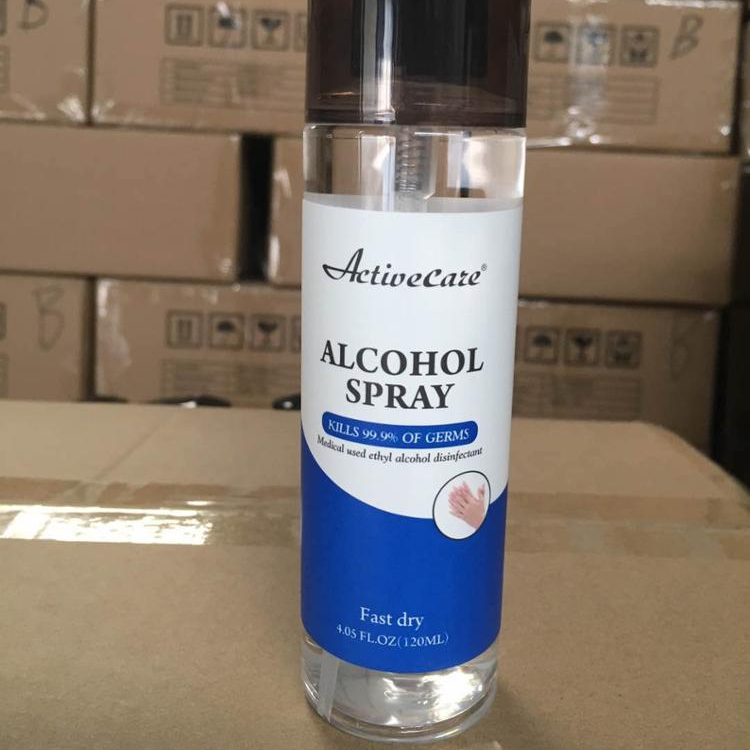 B
B
B
B
Activecare®
ALCOHOL
SPRAY
KILLS 99.9% OF GERMS
Medical used ethyl alcohol disinfectant
Fast dry
4.05 FL.OZ(120ML)